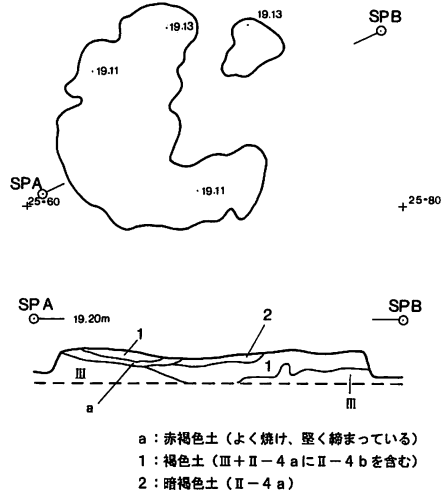 19.13
19.13
SPB
19.11
SPA
25-60
19.11
25-80
SPA
19.20m
SPB
1
2
III
1
III
a
a：赤褐色土（よく焼け、堅く締まっている）
1：褐色土（III＋II－4aにII－4bを含む）
2：暗褐色土（II－4a）